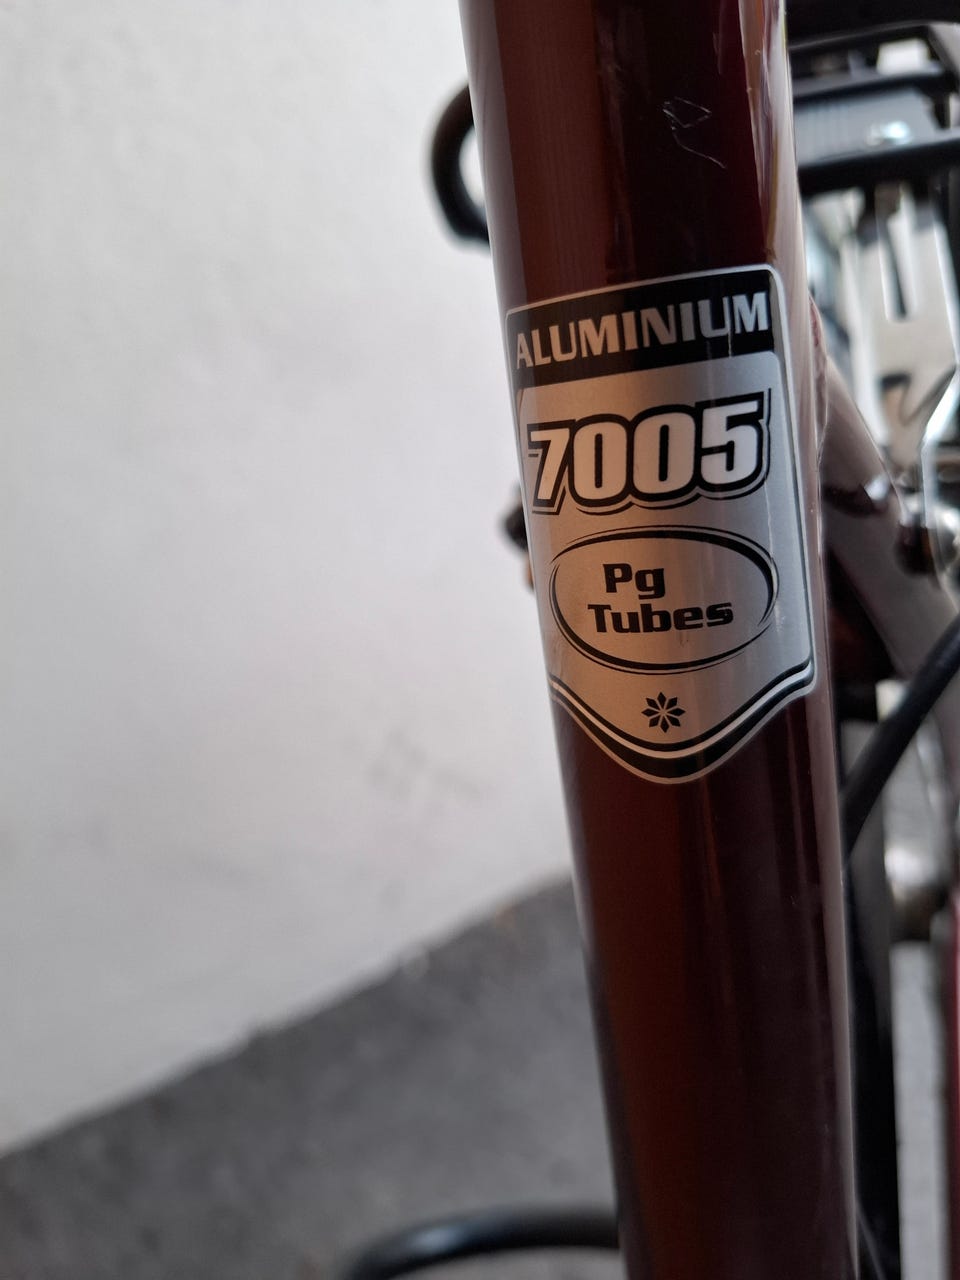 ALUMINIUM
7005
Pg
Tubes